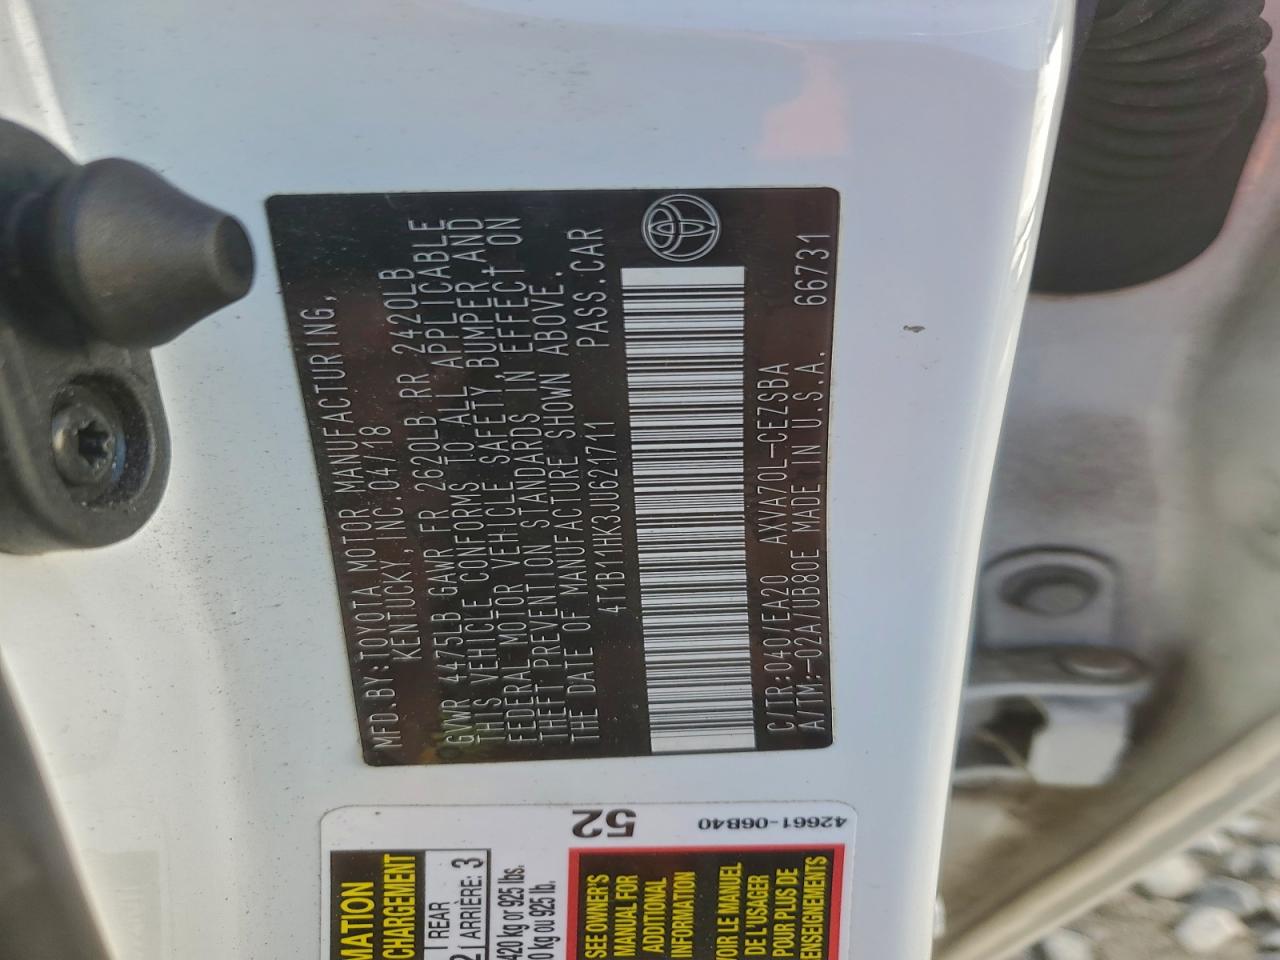 MFD.BY:TOYOTA MOTOR MANUFACTURING,
KENTUCKY, INC.04/18
GVWR 4475LB GAWR FR 2620LB RR 2420LB
THIS VEHICLE CONFORMS TO ALL APPLICABLE
FEDERAL MOTOR VEHICLE SAFETY, BUMPER, AND
THEFT PREVENTION STANDARDS IN EFFECT ON
THE DATE OF MANUFACTURE SHOWN ABOVE.
4T1B11HK3JU621711 PASS.CAR
C/TR:040/EA20 AXVA70L-CEZSBA 66731
A/TM:-02A/UB80E MADE IN U.S.A.
52
42661-06B40
CHARGEMENT
REAR
ARRIÈRE: 3
420 kg or 925 lbs.
kg ou 925 lb.
SEE OWNER'S
MANUAL FOR
ADDITIONAL
INFORMATION
VOIR LE MANUEL
DE L'USAGER
POUR PLUS DE